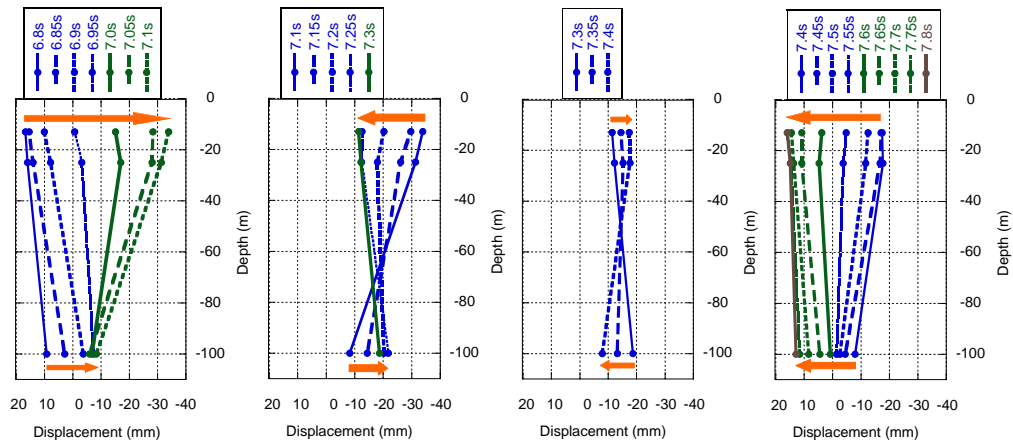 6.8s
6.85s
6.9s
6.95s
7.0s
7.05s
7.1s
0
-20
-40
-60
-80
-100
Depth (m)
20 10 0 -10 -20 -30 -40
Displacement (mm)
7.1s
7.15s
7.2s
7.25s
7.3s
0
-20
-40
-60
-80
-100
Depth (m)
20 10 0 -10 -20 -30 -40
Displacement (mm)
7.3s
7.35s
7.4s
0
-20
-40
-60
-80
-100
Depth (m)
20 10 0 -10 -20 -30 -40
Displacement (mm)
7.4s
7.45s
7.5s
7.55s
7.6s
7.65s
7.7s
7.75s
7.8s
0
-20
-40
-60
-80
-100
Depth (m)
20 10 0 -10 -20 -30 -40
Displacement (mm)